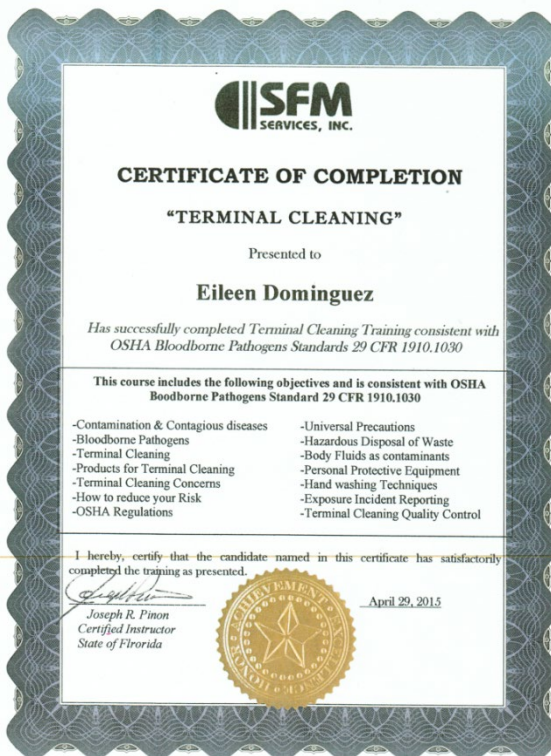 SFM
SERVICES, INC.
CERTIFICATE OF COMPLETION
“TERMINAL CLEANING”
Presented to
Eileen Dominguez
Has successfully completed Terminal Cleaning Training consistent with
OSHA Bloodborne Pathogens Standards 29 CFR 1910.1030
This course includes the following objectives and is consistent with OSHA
Boodborne Pathogens Standard 29 CFR 1910.1030
-Contamination & Contagious diseases
-Bloodborne Pathogens
-Terminal Cleaning
-Products for Terminal Cleaning
-Terminal Cleaning Concerns
-How to reduce your Risk
-OSHA Regulations
-Universal Precautions
-Hazardous Disposal of Waste
-Body Fluids as contaminants
-Personal Protective Equipment
-Hand washing Techniques
-Exposure Incident Reporting
-Terminal Cleaning Quality Control
I hereby, certify that the candidate named in this certificate has satisfactorily
completed the training as presented.
Joseph R. Pinon
Certified Instructor
State of Flrorida
ACHIEVEMENT • EXCELLENCE • HONOR •
April 29, 2015